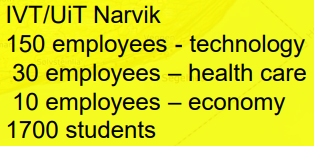 IVT/UiT Narvik
150 employees - technology
30 employees – health care
10 employees – economy
1700 students